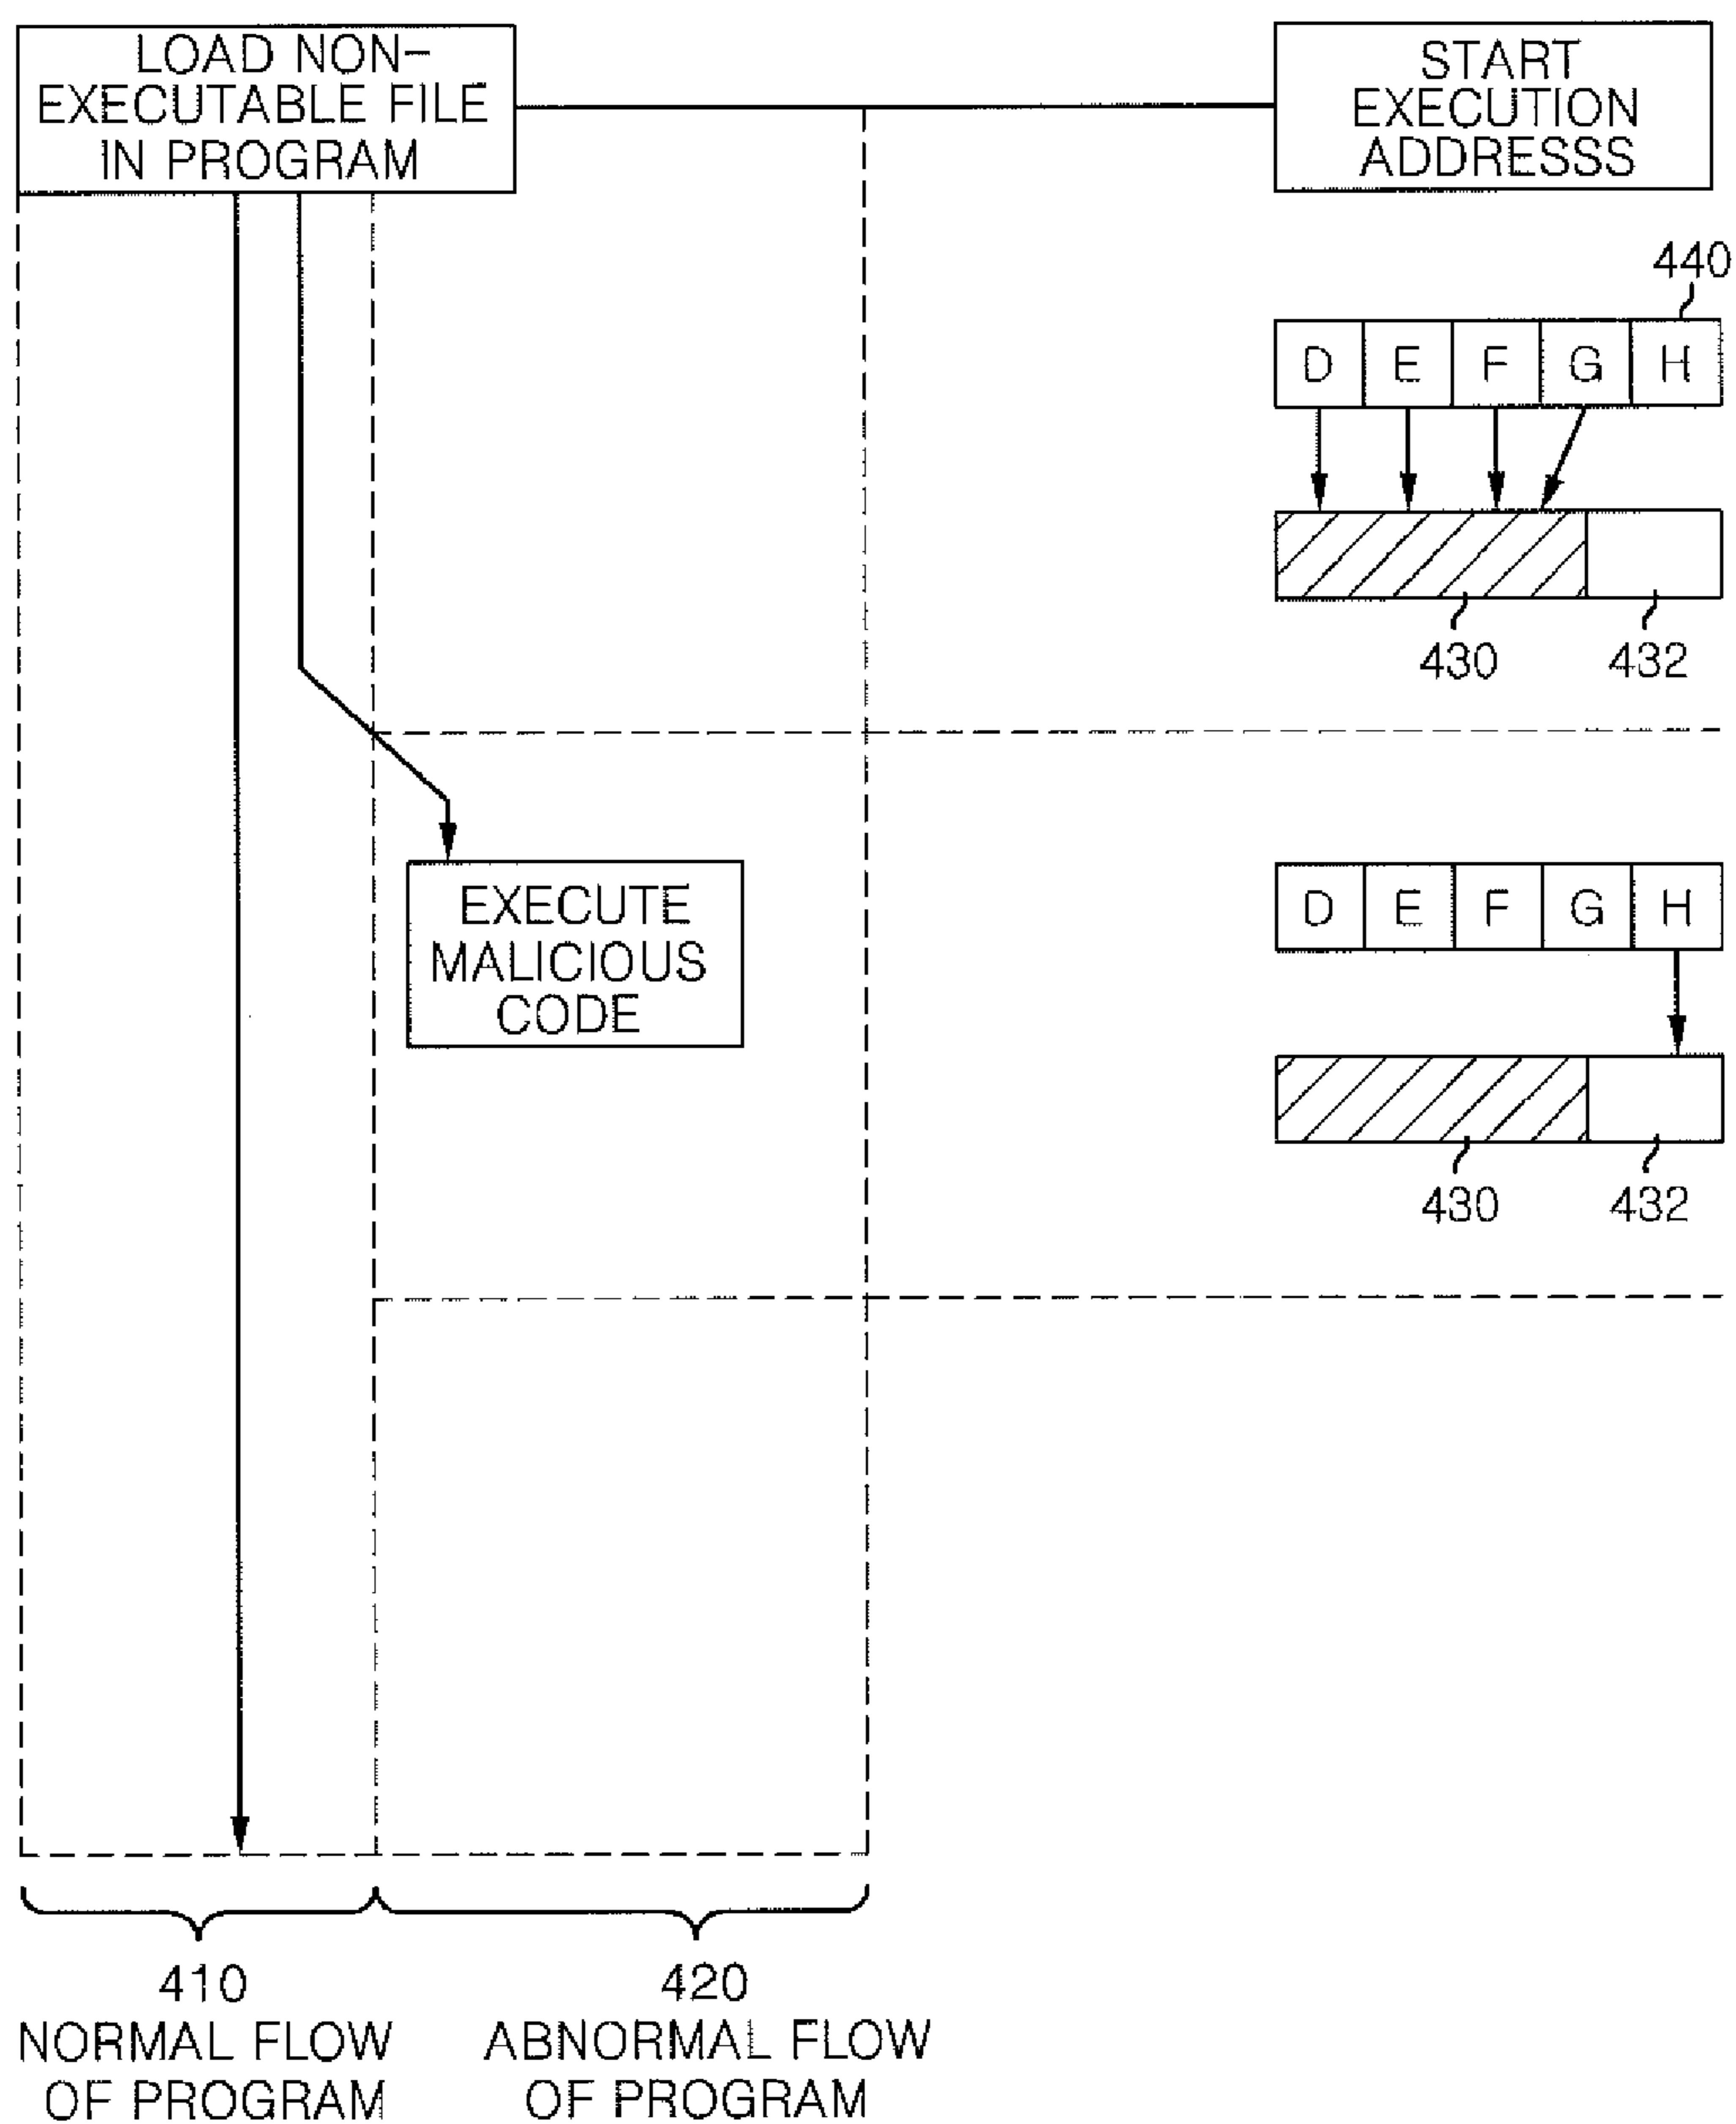 LOAD NON-
EXECUTABLE FILE
IN PROGRAM
START
EXECUTION
ADDRESSS
440
D E F G H
430 432
EXECUTE
MALICIOUS
CODE
D E F G H
430 432
410
NORMAL FLOW
OF PROGRAM
420
ABNORMAL FLOW
OF PROGRAM